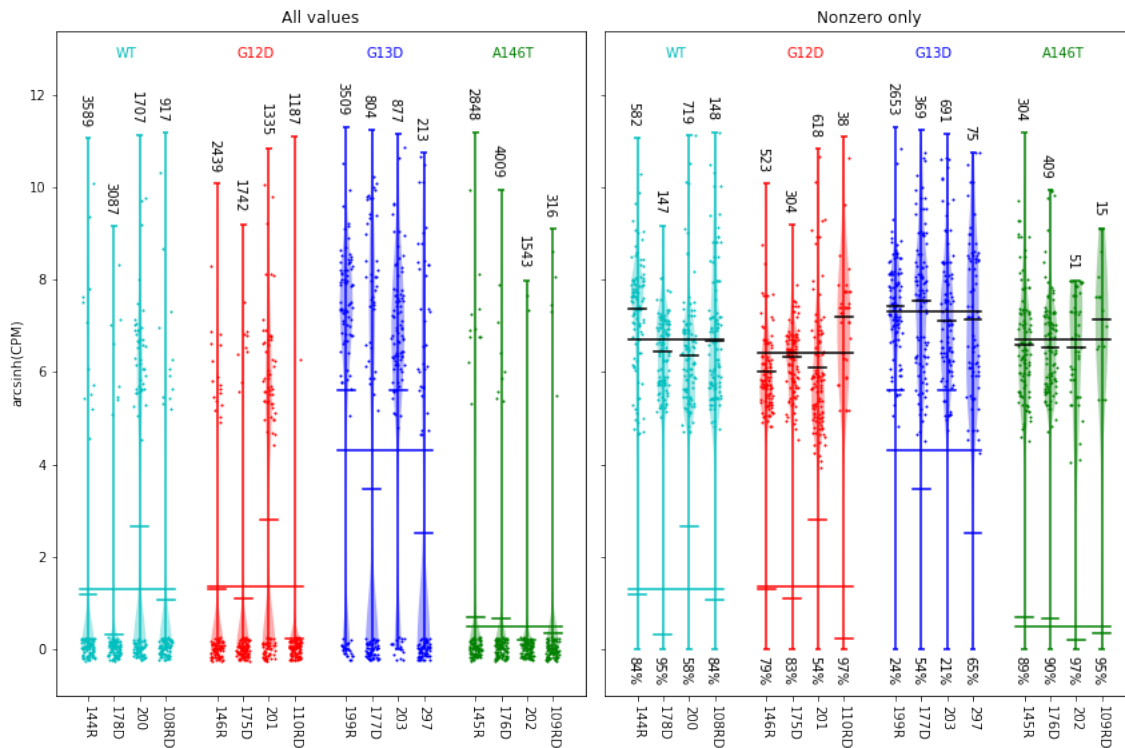 All values
Nonzero only
WT
G12D
G13D
A146T
WT
G12D
G13D
A146T
arcsinh(CPM)
12
10
8
6
4
2
0
3589
3087
1707
917
2439
1742
1335
1187
3509
804
877
213
2848
4009
1543
316
582
147
719
148
523
304
618
38
2653
369
691
75
304
409
51
15
84%
95%
58%
84%
79%
83%
54%
97%
24%
54%
21%
65%
89%
90%
97%
95%
144R
178D
200
108RD
146R
175D
201
110RD
199R
177D
203
297
145R
176D
202
109RD
144R
178D
200
108RD
146R
175D
201
110RD
199R
177D
203
297
145R
176D
202
109RD